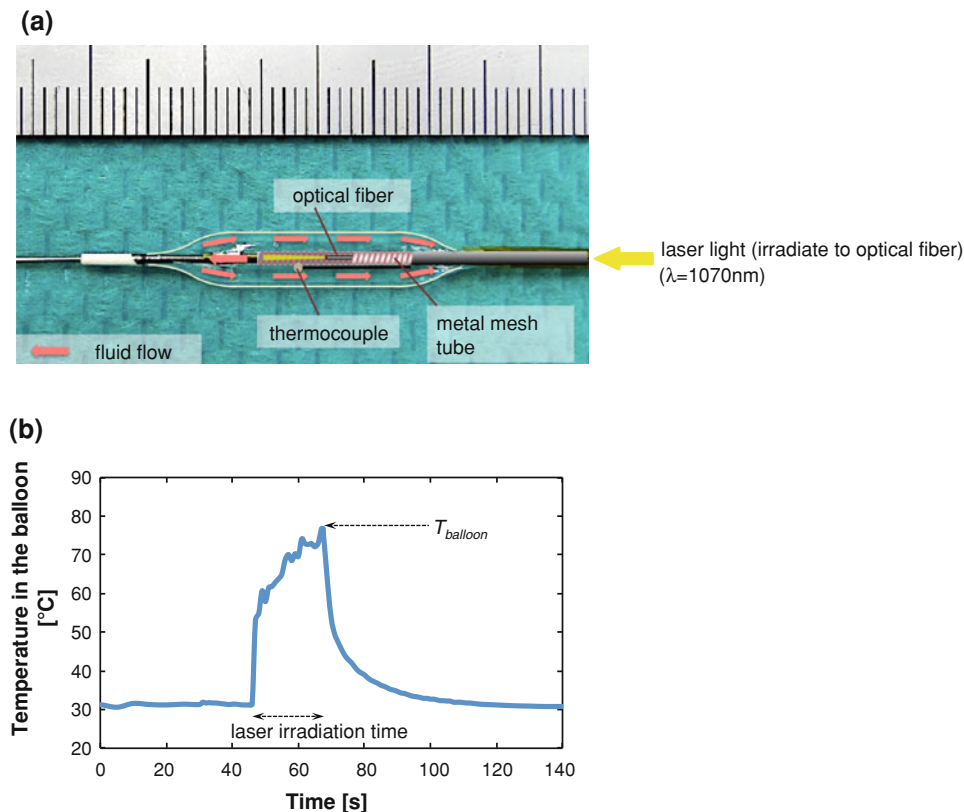 (a)
optical fiber
laser light (irradiate to optical fiber)
(λ=1070nm)
thermocouple
metal mesh
tube
fluid flow
(b)
Temperature in the balloon
[°C]
90
80
70
60
50
40
30
20
T balloon
laser irradiation time
0
20
40
60
80
100
120
140
Time [s]